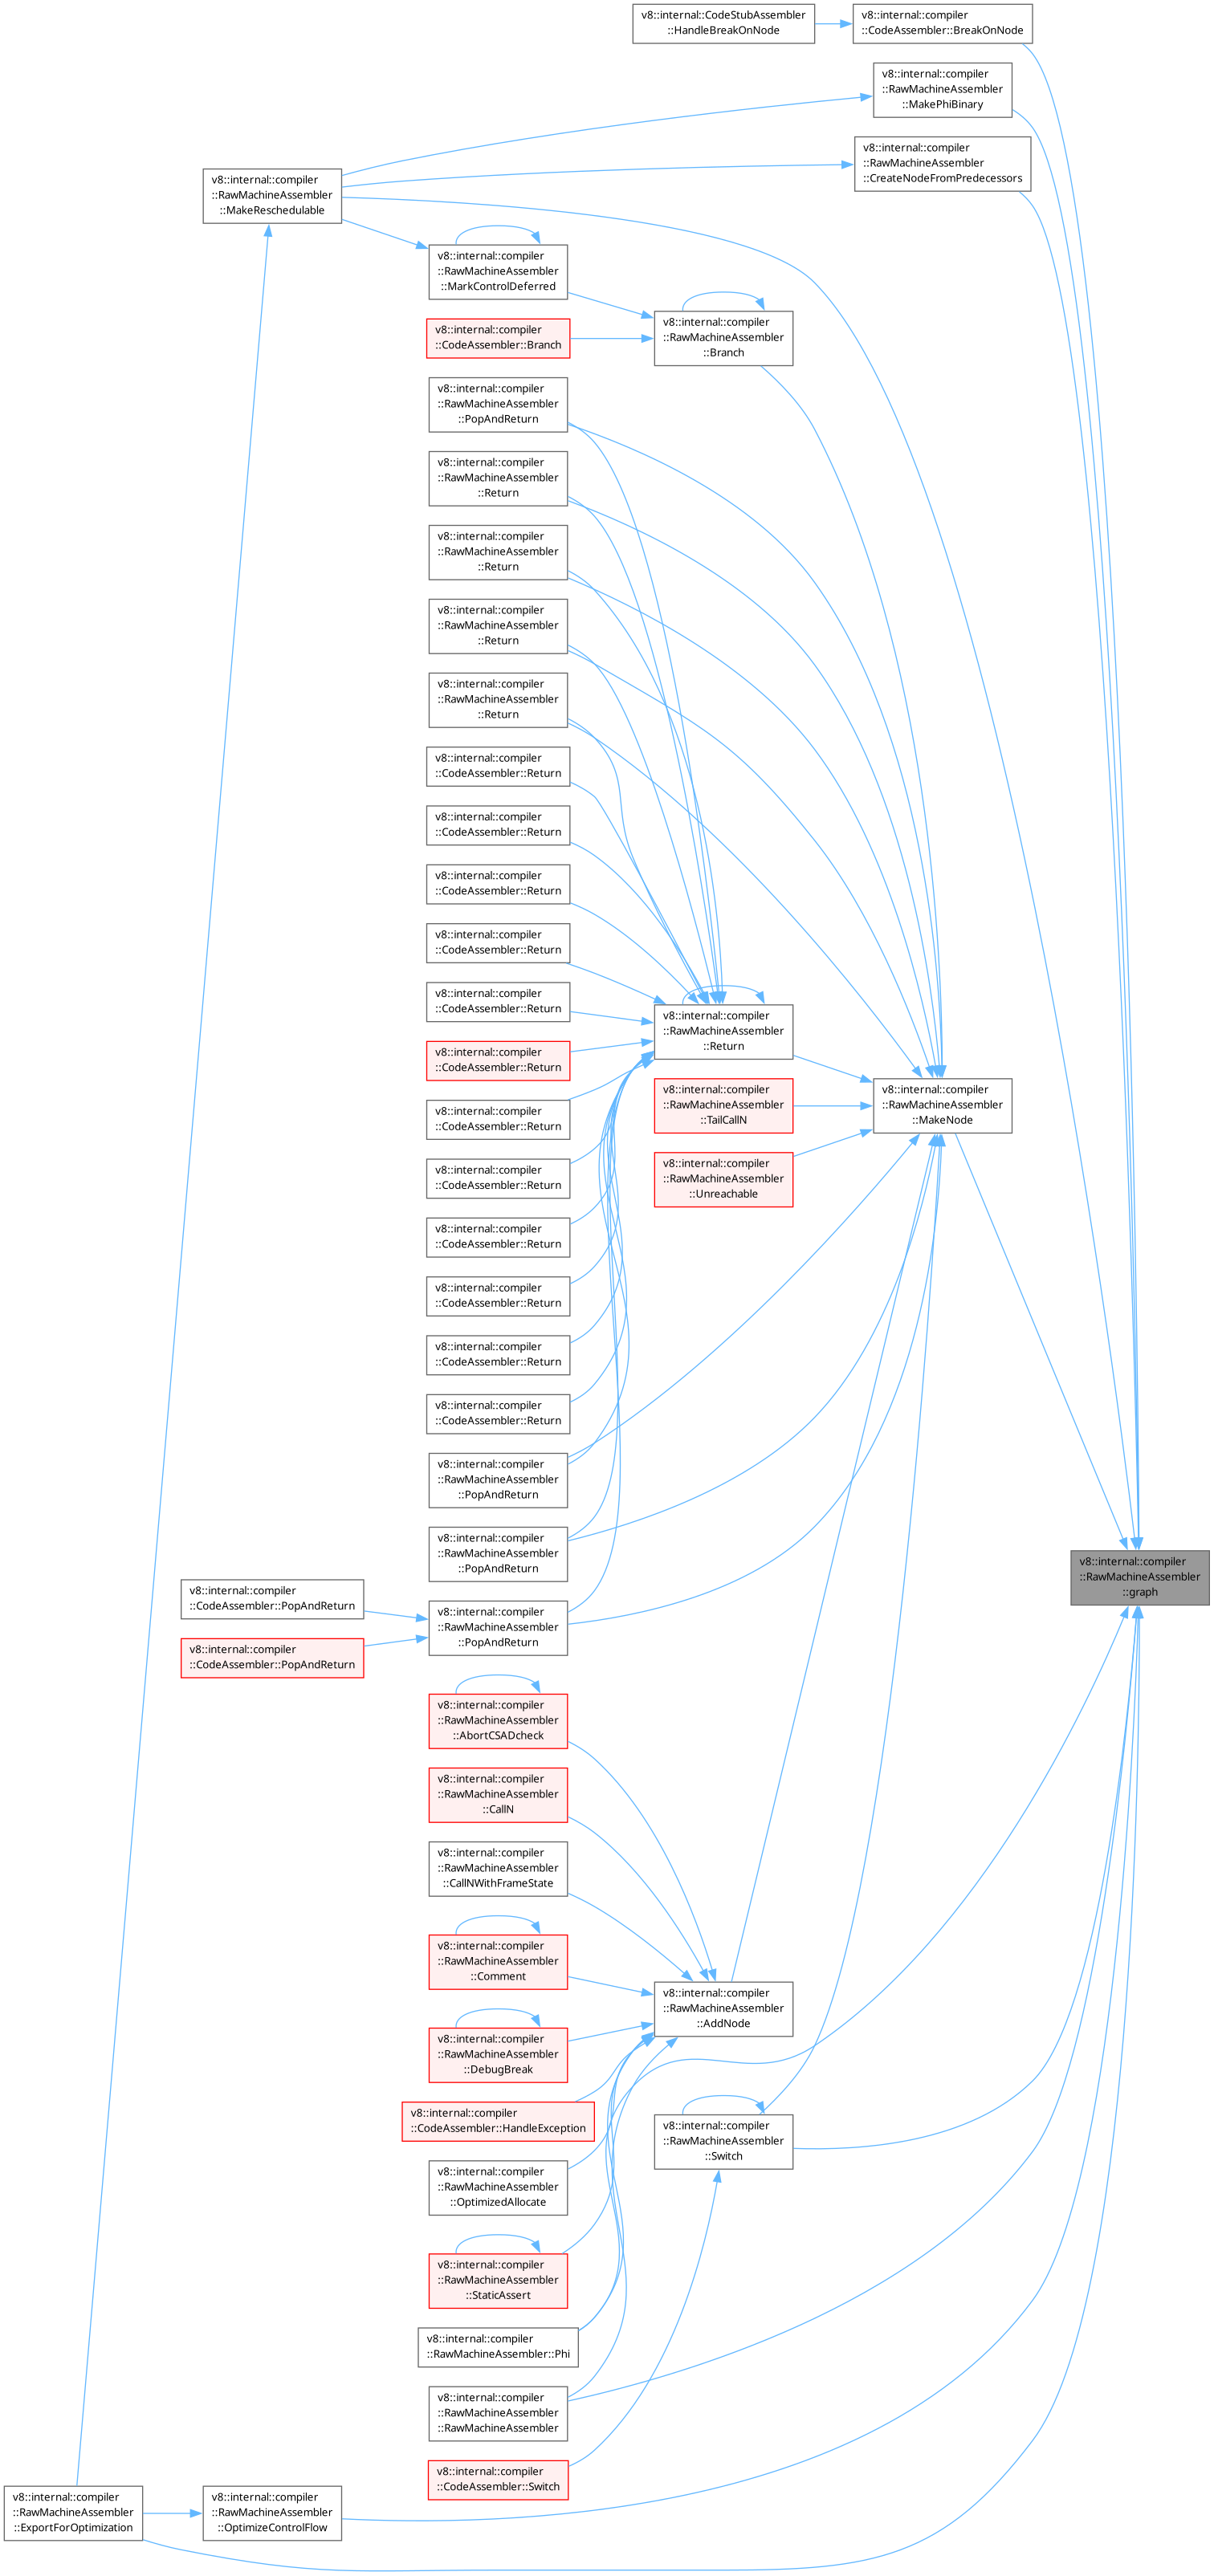 v8::internal::CodeStubAssembler
::HandleBreakOnNode
v8::internal::compiler
::CodeAssembler::BreakOnNode
v8::internal::compiler
::RawMachineAssembler
::MakePhiBinary
v8::internal::compiler
::RawMachineAssembler
::CreateNodeFromPredecessors
v8::internal::compiler
::RawMachineAssembler
::MakeReschedulable
v8::internal::compiler
::RawMachineAssembler
::MarkControlDeferred
v8::internal::compiler
::RawMachineAssembler
::Branch
v8::internal::compiler
::CodeAssembler::Branch
v8::internal::compiler
::RawMachineAssembler
::PopAndReturn
v8::internal::compiler
::RawMachineAssembler
::Return
v8::internal::compiler
::RawMachineAssembler
::Return
v8::internal::compiler
::RawMachineAssembler
::Return
v8::internal::compiler
::RawMachineAssembler
::Return
v8::internal::compiler
::CodeAssembler::Return
v8::internal::compiler
::CodeAssembler::Return
v8::internal::compiler
::CodeAssembler::Return
v8::internal::compiler
::CodeAssembler::Return
v8::internal::compiler
::CodeAssembler::Return
v8::internal::compiler
::RawMachineAssembler
::Return
v8::internal::compiler
::CodeAssembler::Return
v8::internal::compiler
::RawMachineAssembler
::TailCallN
v8::internal::compiler
::RawMachineAssembler
::MakeNode
v8::internal::compiler
::CodeAssembler::Return
v8::internal::compiler
::RawMachineAssembler
::Unreachable
v8::internal::compiler
::CodeAssembler::Return
v8::internal::compiler
::CodeAssembler::Return
v8::internal::compiler
::CodeAssembler::Return
v8::internal::compiler
::CodeAssembler::Return
v8::internal::compiler
::CodeAssembler::Return
v8::internal::compiler
::RawMachineAssembler
::PopAndReturn
v8::internal::compiler
::RawMachineAssembler
::PopAndReturn
v8::internal::compiler
::RawMachineAssembler
::graph
v8::internal::compiler
::CodeAssembler::PopAndReturn
v8::internal::compiler
::RawMachineAssembler
::PopAndReturn
v8::internal::compiler
::CodeAssembler::PopAndReturn
v8::internal::compiler
::RawMachineAssembler
::AbortCSADcheck
v8::internal::compiler
::RawMachineAssembler
::CallN
v8::internal::compiler
::RawMachineAssembler
::CallNWithFrameState
v8::internal::compiler
::RawMachineAssembler
::Comment
v8::internal::compiler
::RawMachineAssembler
::AddNode
v8::internal::compiler
::RawMachineAssembler
::DebugBreak
v8::internal::compiler
::CodeAssembler::HandleException
v8::internal::compiler
::RawMachineAssembler
::Switch
v8::internal::compiler
::RawMachineAssembler
::OptimizedAllocate
v8::internal::compiler
::RawMachineAssembler
::StaticAssert
v8::internal::compiler
::RawMachineAssembler::Phi
v8::internal::compiler
::RawMachineAssembler
::RawMachineAssembler
v8::internal::compiler
::CodeAssembler::Switch
v8::internal::compiler
::RawMachineAssembler
::ExportForOptimization
v8::internal::compiler
::RawMachineAssembler
::OptimizeControlFlow